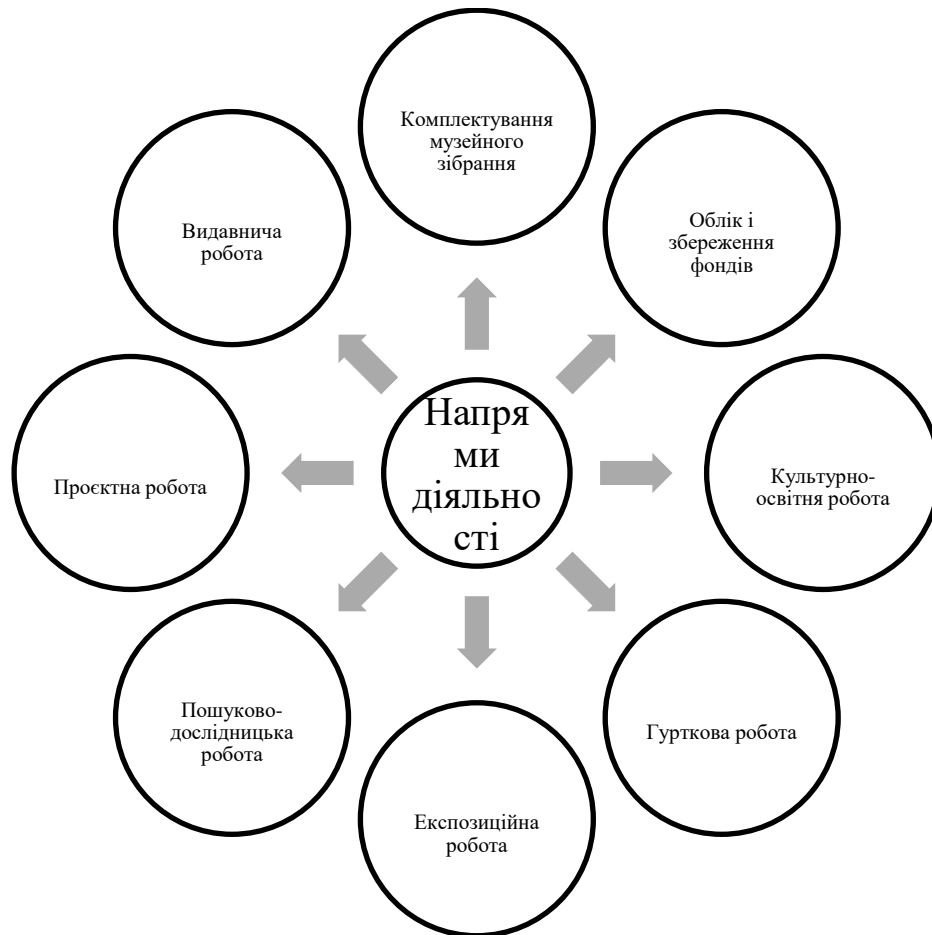 Комплектування
музейного
зібрання
Облік і
збереження
фондів
Культурно-
освітня робота
Гурткова робота
Експозиційна
робота
Пошуково-
дослідницька
робота
Проєктна робота
Видавнича
робота
Напря
ми
діяльно
сті